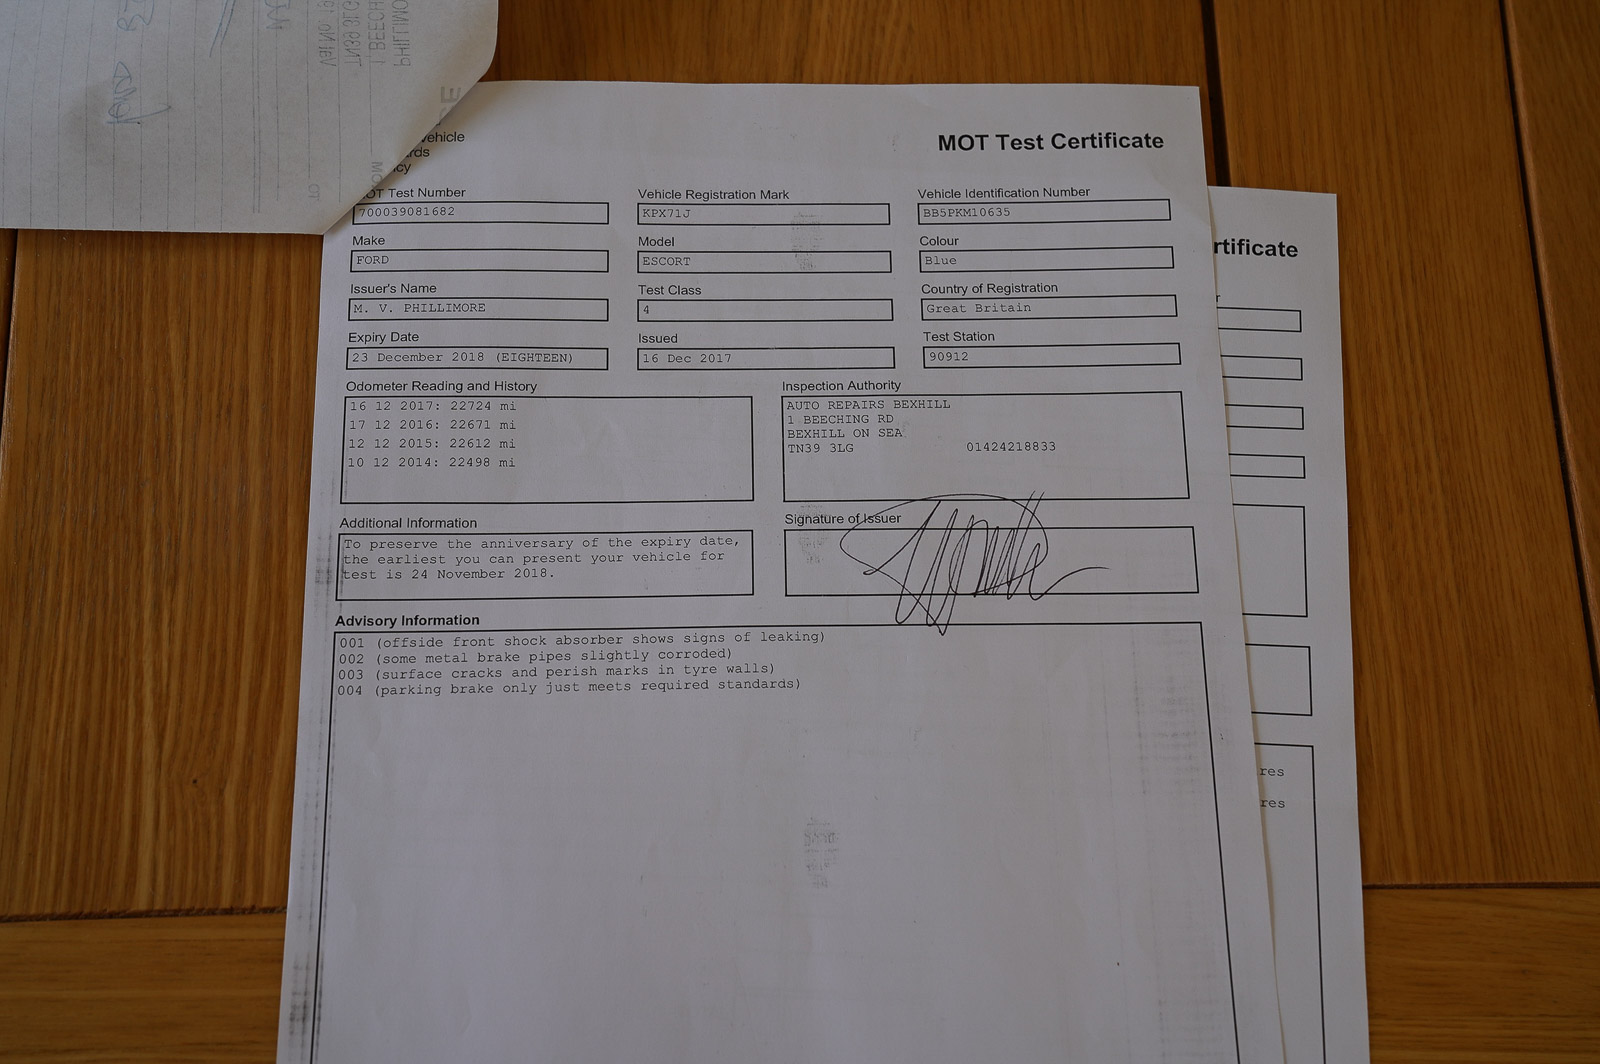 ehicle
rds
cy
MOT Test Certificate
OT Test Number
700039081682
Vehicle Registration Mark
KPX71J
Vehicle Identification Number
BB5PKM10635
Make
FORD
Model
ESCORT
Colour
Blue
Issuer's Name
M. V. PHILLIMORE
Test Class
4
Country of Registration
Great Britain
Expiry Date
23 December 2018 (EIGHTEEN)
Issued
16 Dec 2017
Test Station
90912
Odometer Reading and History
16 12 2017: 22724 mi
17 12 2016: 22671 mi
12 12 2015: 22612 mi
10 12 2014: 22498 mi
Inspection Authority
AUTO REPAIRS BEXHILL
1 BEECHING RD
BEXHILL ON SEA
TN39 3LG 01424218833
Additional Information
To preserve the anniversary of the expiry date,
the earliest you can present your vehicle for
test is 24 November 2018.
Signature of Issuer
Advisory Information
001 (offside front shock absorber shows signs of leaking)
002 (some metal brake pipes slightly corroded)
003 (surface cracks and perish marks in tyre walls)
004 (parking brake only just meets required standards)
rtificate
r
res
res